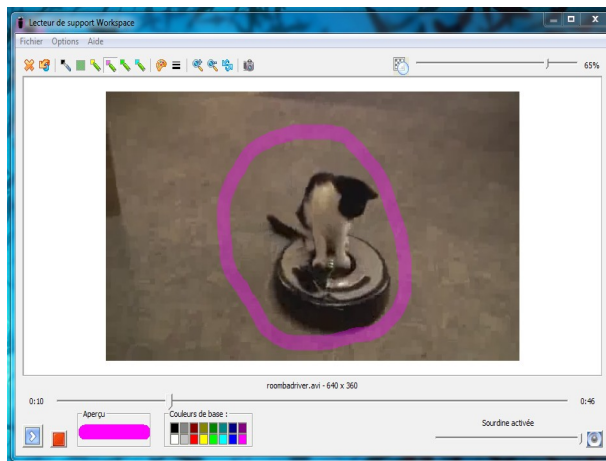 Lecteur de support Workspace
Fichier Options Aide
65%
roombadriver.avi - 640 x 360
0:10
0:46
Aperçu
Couleurs de base :
Sourdine activée